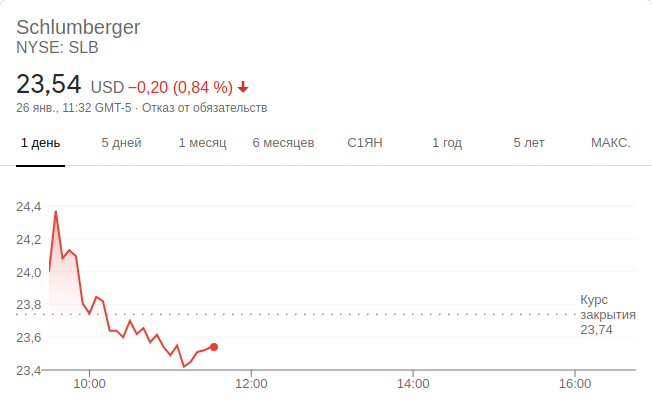 Schlumberger
NYSE: SLB
23,54 USD −0,20 (0,84 %)
26 янв., 11:32 GMT-5 · Отказ от обязательств
1 день 5 дней 1 месяц 6 месяцев С1ЯН 1 год 5 лет МАКС.
24,4
24,2
24,0
23,8
23,6
23,4
Курс
закрытия
23,74
10:00 12:00 14:00 16:00